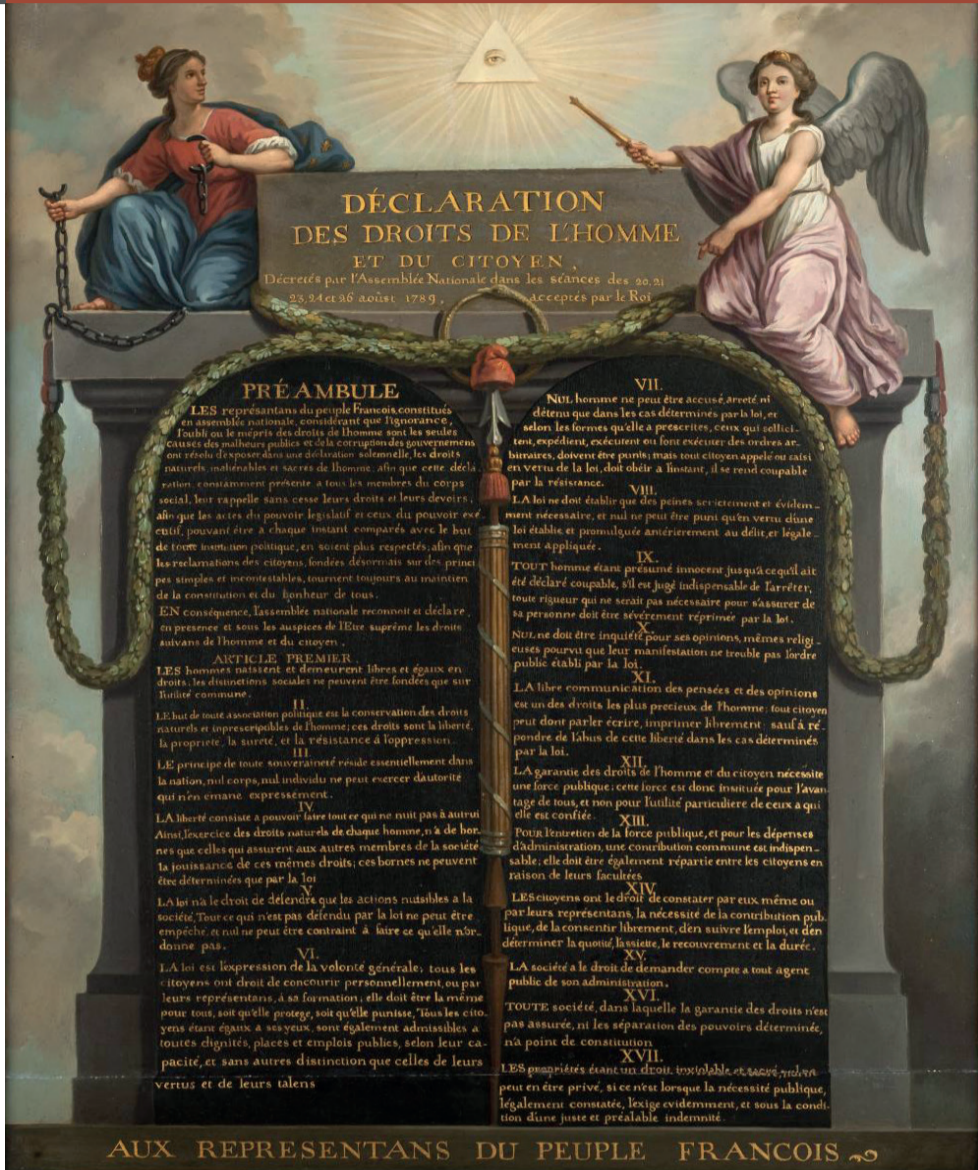 DÉCLARATION
DES DROITS DE L'HOMME
ET DU CITOYEN,
Décretés par l'Assemblée Nationale dans les séances des 20, 21
23, 24 et 26 août 1789, acceptés par le Roi
PRÉAMBULE
LES représantans du peuple Francois, constitués
en assemblée nationale, considérant que l'ignorance,
l'oubli ou le mépris des droits de l'homme sont les seules
causes des malheurs publics et de la corruption des gouvernemens
ont résolu d'exposer dans une déclaration solemnelle, les droits
naturels, inaliénables et sacrés de l'homme; afin que cette décla-
ration, constamment présente a tous les membres du corps
social, leur rappelle sans cesse leurs droits et leurs devoirs;
afin que les actes du pouvoir legislatif et ceux du pouvoir exé-
cutif, pouvant être a chaque instant comparés avec le but
de toute institution politique, en soient plus respectés; afin que
les reclamations des citoyens, fondées désormais sur des princi-
pes simples et incontestables, tournent toujours au maintien
de la constitution et du bonheur de tous.
EN conséquence, l'assemblée nationale reconnoit et déclare,
en presence et sous les auspices de l'Etre suprême les droits
suivans de l'homme et du citoyen.
ARTICLE PREMIER.
LES hommes naissent et demeurent libres et égaux en
droits; les distinctions sociales ne peuvent être fondées que sur
l'utilité commune.
II.
LE but de toute association politique est la conservation des droits
naturels et inprescriptibles de l'homme; ces droits sont la liberté,
la proprieté, la sureté, et la résistance à l'oppression.
III
LE principe de toute souveraineté réside essentiellement dans
la nation, nul corps, nul individu ne peut exercer d'autorité
qui n'en émane expressément.
IV
LA liberté consiste a pouvoir faire tout ce qui ne nuit pas à autrui
Ainsi, l'exercice des droits naturels de chaque homme, n'a de bor-
nes que celles qui assurent aux autres membres de la société
la jouissance de ces mêmes droits; ces bornes ne peuvent
être déterminées que par la loi
V
LA loi n'a le droit de défendre que les actions nuisibles a la
société, Tout ce qui n'est pas défendu par la loi ne peut être
empêché, et nul ne peut être contraint à faire ce qu'elle n'or-
donne pas.
VI.
LA loi est l'expression de la volonté générale; tous les
citoyens ont droit de concourir personnellement, ou par
leurs représentans, à sa formation; elle doit être la même
pour tous, soit qu'elle protege, soit qu'elle punisse, Tous les cito-
yens étant égaux a ses yeux, sont également admissibles a
toutes dignités, places et emplois publics, selon leur ca-
pacité, et sans autres distinction que celles de leurs
vertus et de leurs talens
VII.
NUL homme ne peut être accusé, arreté ni
détenu que dans les cas déterminés par la loi, et
selon les formes qu'elle a prescrites, ceux qui sollici-
tent, expédient, exécutent ou font exécuter des ordres ar-
bitraires, doivent être punis; mais tout citoyen appelé ou saisi
en vertu de la loi, doit obéir a l'instant, il se rend coupable
par la résistance.
VIII.
LA loi ne doit établir que des peines strictement et évidem-
ment nécessaire, et nul ne peut être puni qu'en vertu d'une
loi établie et promulguée antérierement au délit, et légale-
ment appliquée.
IX.
TOUT homme étant présumé innocent jusqu'a ce qu'il ait
été déclaré coupable, s'il est jugé indispensable de l'arrêter,
toute rigueur qui ne serait pas nécessaire pour s'assurer de
sa personne doit être sévèrement réprimée par la loi.
X.
NUL ne doit être inquiété pour ses opinions, mêmes religi-
euses pourvu que leur manifestation ne trouble pas l'ordre
public établi par la loi.
XI.
LA libre communication des pensées et des opinions
est un des droits les plus precieux de l'homme; tout citoyen
peut dont parler écrire, imprimer librement; sauf à ré-
pondre de l'abus de cette liberté dans les cas déterminés
par la loi.
XII.
LA garantie des droits de l'homme et du citoyen nécessite
une force publique; cette force est donc instituée pour l'avan-
tage de tous, et non pour l'utilité particuliere de ceux a qui
elle est confiée.
XIII.
POUR l'entretien de la force publique, et pour les dépenses
d'administration, une contribution commune est indispen-
sable; elle doit être également répartie entre les citoyens en
raison de leurs facultées
XIV
LES citoyens ont le droit de constater par eux même ou
par leurs représentans, la nécessité de la contribution pub-
lique, de la consentir librement, d'en suivre l'emploi, et d'en
déterminer la quotité, l'assiette, le recouvrement et la durée.
XV.
LA société a le droit de demander compte a tout agent
public de son administration.
XVI.
TOUTE société, dans laquelle la garantie des droits n'est
pas assurée, ni les séparation des pouvoirs déterminée,
n'a point de constitution
XVII.
LES propriétés étant un droit inviolable et sacré, nul ne
peut en être privé, si ce n'est lorsque la nécessité publique,
légalement constatée, l'exige evidemment, et sous la condi-
tion d'une juste et préalable indemnité.
AUX REPRESENTANS DU PEUPLE FRANCOIS